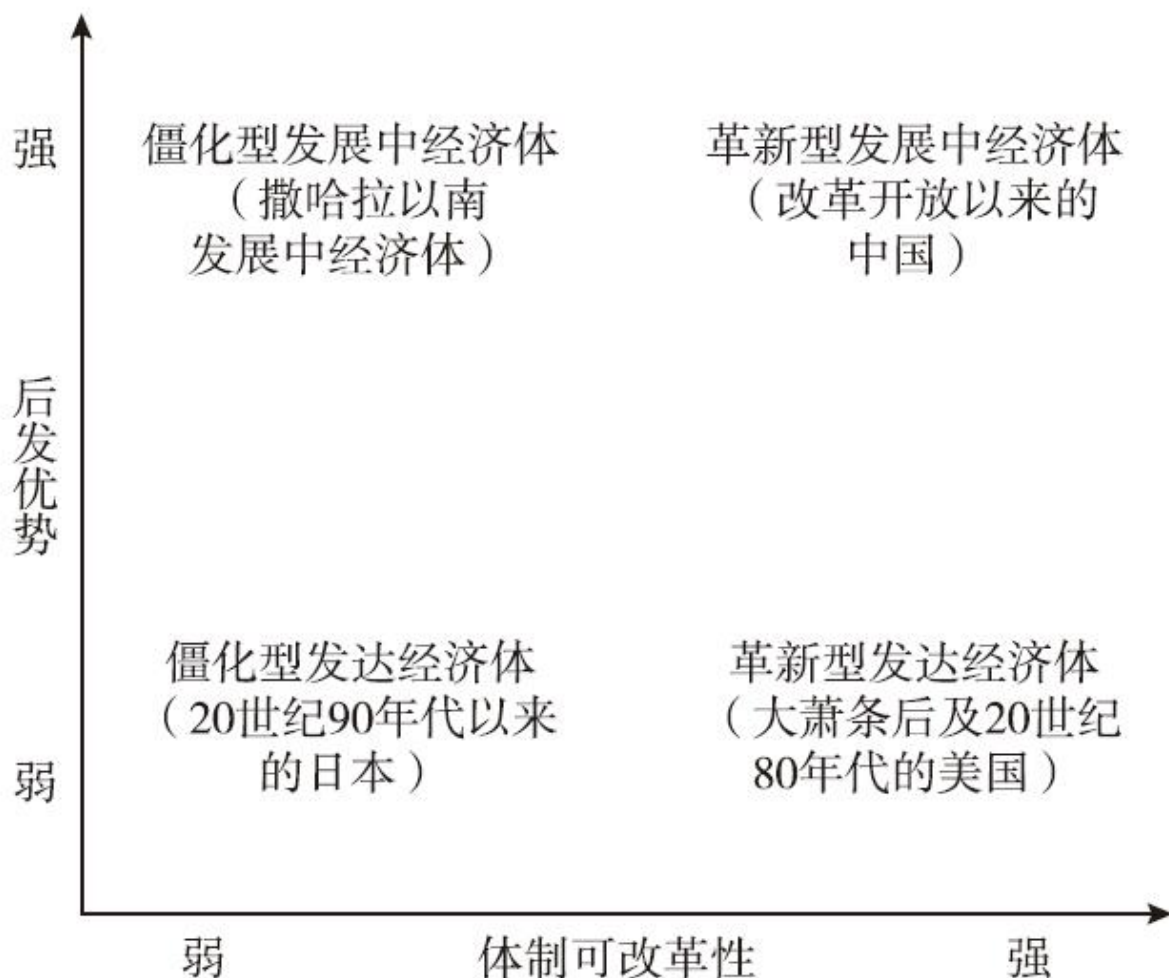 强
僵化型发展中经济体
（撒哈拉以南
发展中经济体）
革新型发展中经济体
（改革开放以来的
中国）
后发优势
僵化型发达经济体
（20世纪90年代以来
的日本）
革新型发达经济体
（大萧条后及20世纪
80年代的美国）
弱
弱
体制可改革性
强